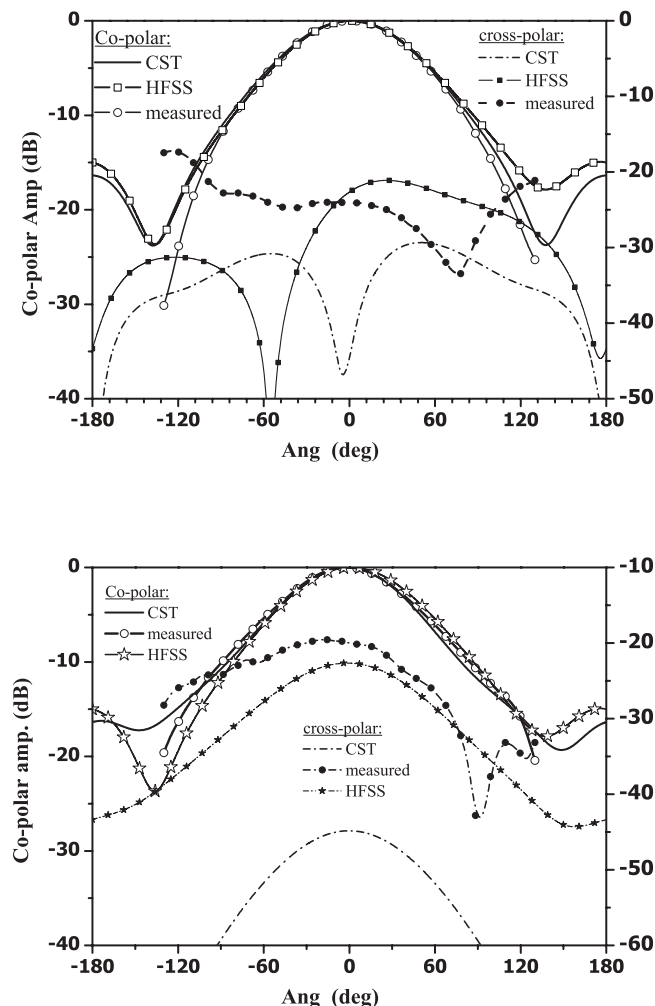 Co-polar:
CST
HFSS
measured
cross-polar:
CST
HFSS
measured
Co-polar Amp (dB)
0
-10
-20
-30
-40
0
-10
-20
-30
-40
-50
-180
-120
-60
0
60
120
180
Ang (deg)
Co-polar:
CST
measured
HFSS
cross-polar:
CST
measured
HFSS
Co-polar amp. (dB)
0
-10
-20
-30
-40
-10
-20
-30
-40
-50
-60
-180
-120
-60
0
60
120
180
Ang (deg)